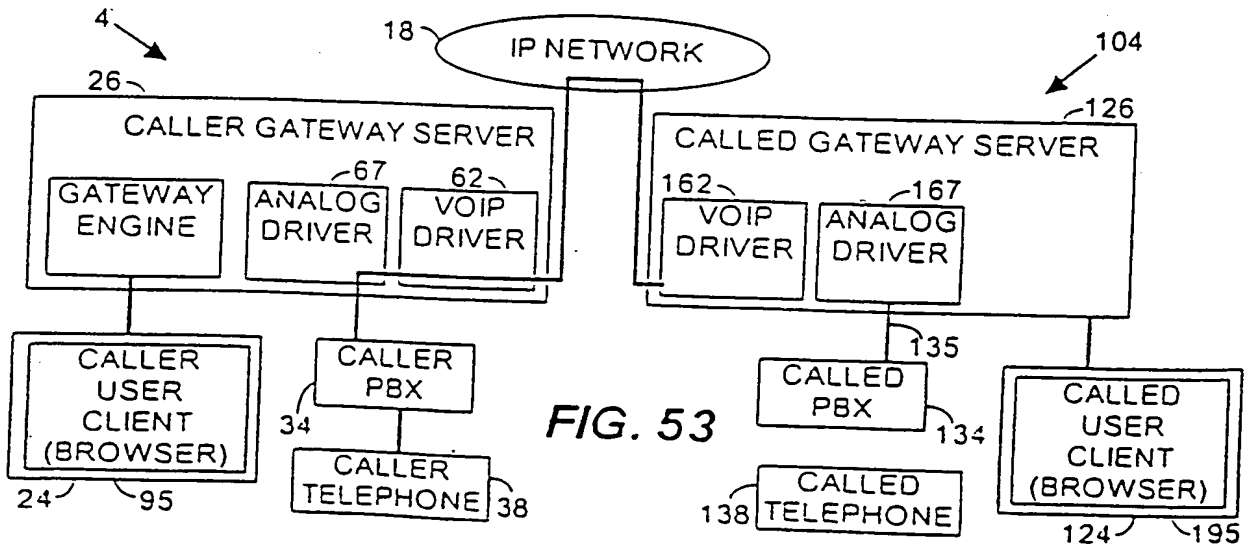 4
18
IP NETWORK
104
26
CALLER GATEWAY SERVER
67
62
GATEWAY
ENGINE
ANALOG
DRIVER
VOIP
DRIVER
126
CALLED GATEWAY SERVER
162
167
VOIP
DRIVER
ANALOG
DRIVER
CALLER
USER
CLIENT
(BROWSER)
24
95
CALLER
PBX
34
CALLER
TELEPHONE
38
FIG. 53
135
CALLED
PBX
134
CALLED
TELEPHONE
138
CALLED
USER
CLIENT
(BROWSER)
124
195